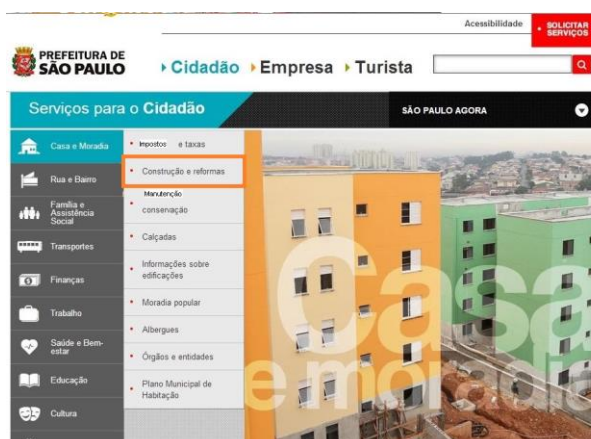 Acessibilidade
SOLICITAR
SERVIÇOS
PREFEITURA DE
SÃO PAULO
Cidadão
Empresa
Turista
Serviços para o Cidadão
SÃO PAULO AGORA
Casa e Moradia
Rua e Bairro
Família e
Assistência
Social
Transportes
Finanças
Trabalho
Saúde e Bem-
estar
Educação
Cultura
Impostos e taxas
Construção e reformas
Manutenção
conservação
Calçadas
Informações sobre
edificações
Moradia popular
Albergues
Órgãos e entidades
Plano Municipal de
Habitação
Casa
e moradia